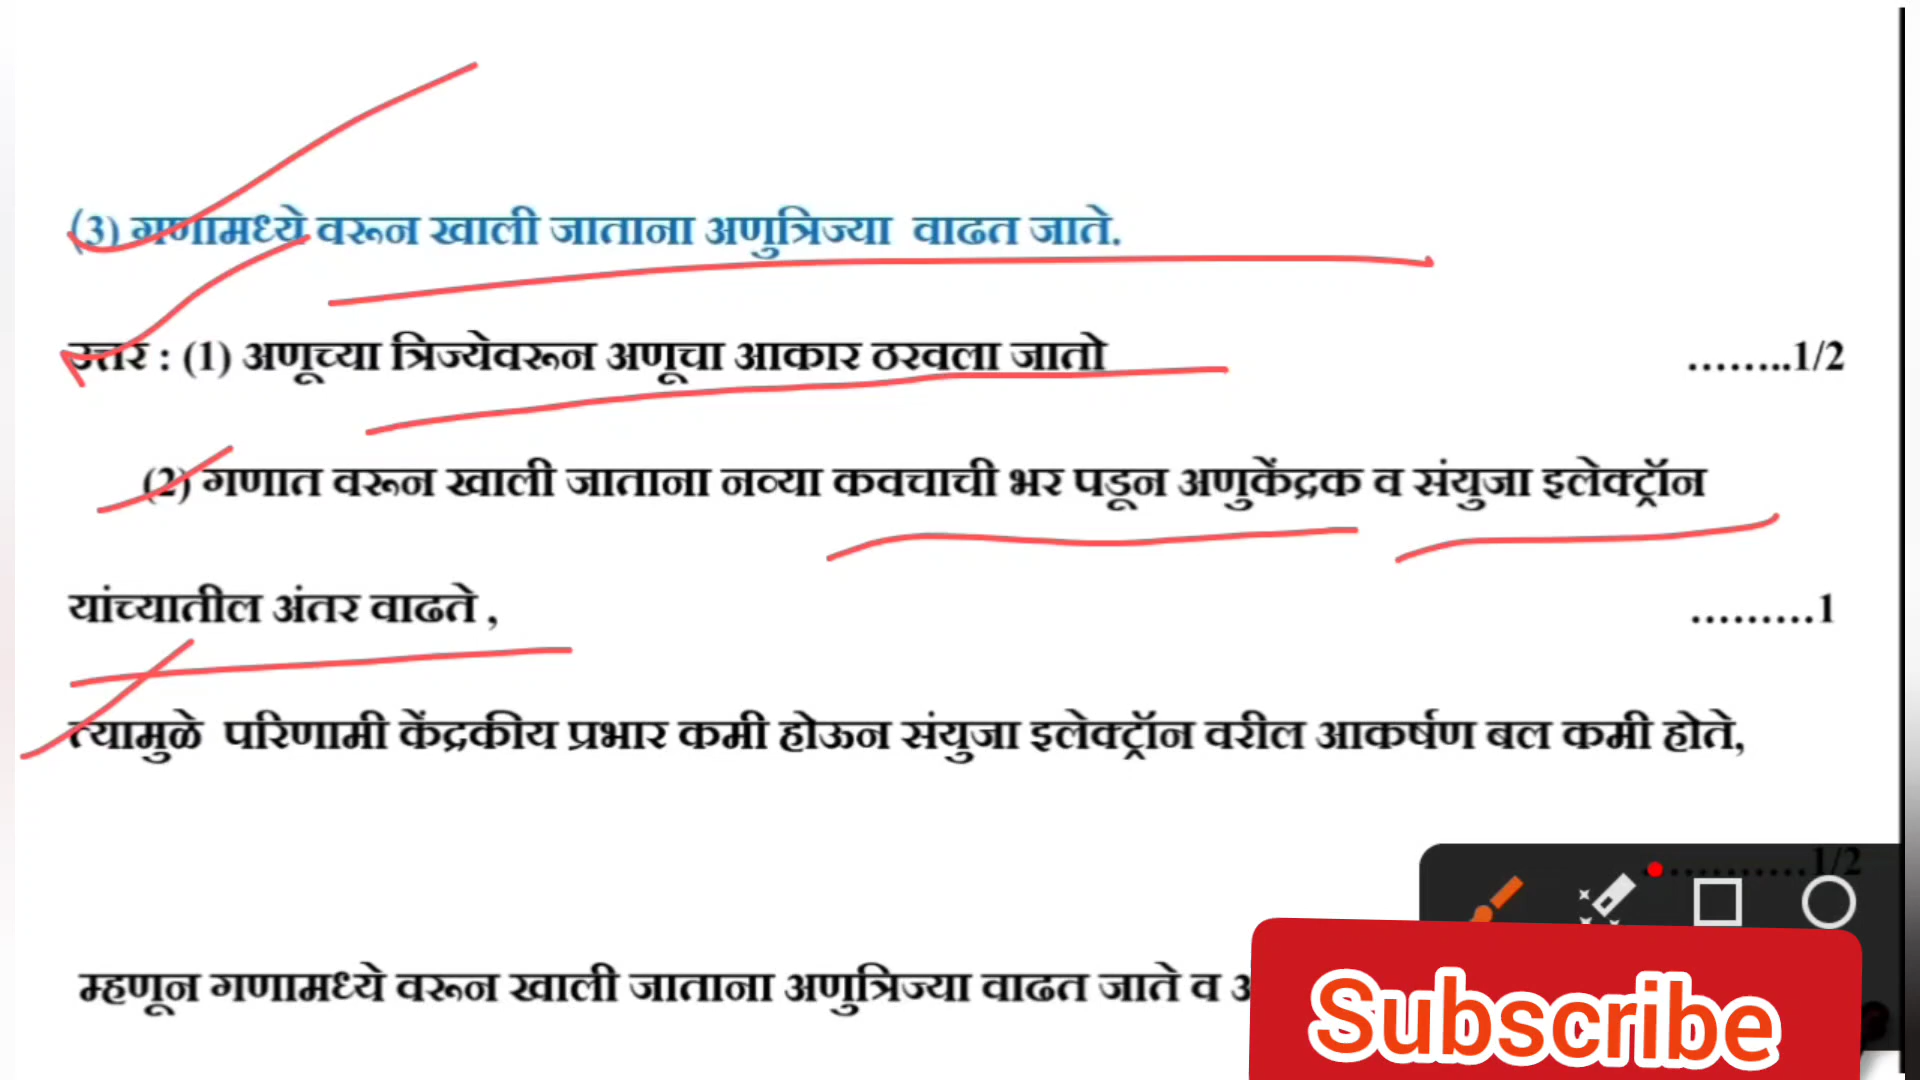 (3) गणामध्ये वरून खाली जाताना अणुत्रिज्या वाढत जाते.
उत्तर : (1) अणूच्या त्रिज्येवरून अणूचा आकार ठरवला जातो ........1/2
(2) गणात वरून खाली जाताना नव्या कवचाची भर पडून अणुकेंद्रक व संयुजा इलेक्ट्रॉन
यांच्यातील अंतर वाढते , .........1
त्यामुळे परिणामी केंद्रकीय प्रभार कमी होऊन संयुजा इलेक्ट्रॉन वरील आकर्षण बल कमी होते,
...........1/2
म्हणून गणामध्ये वरून खाली जाताना अणुत्रिज्या वाढत जाते व
Subscribe